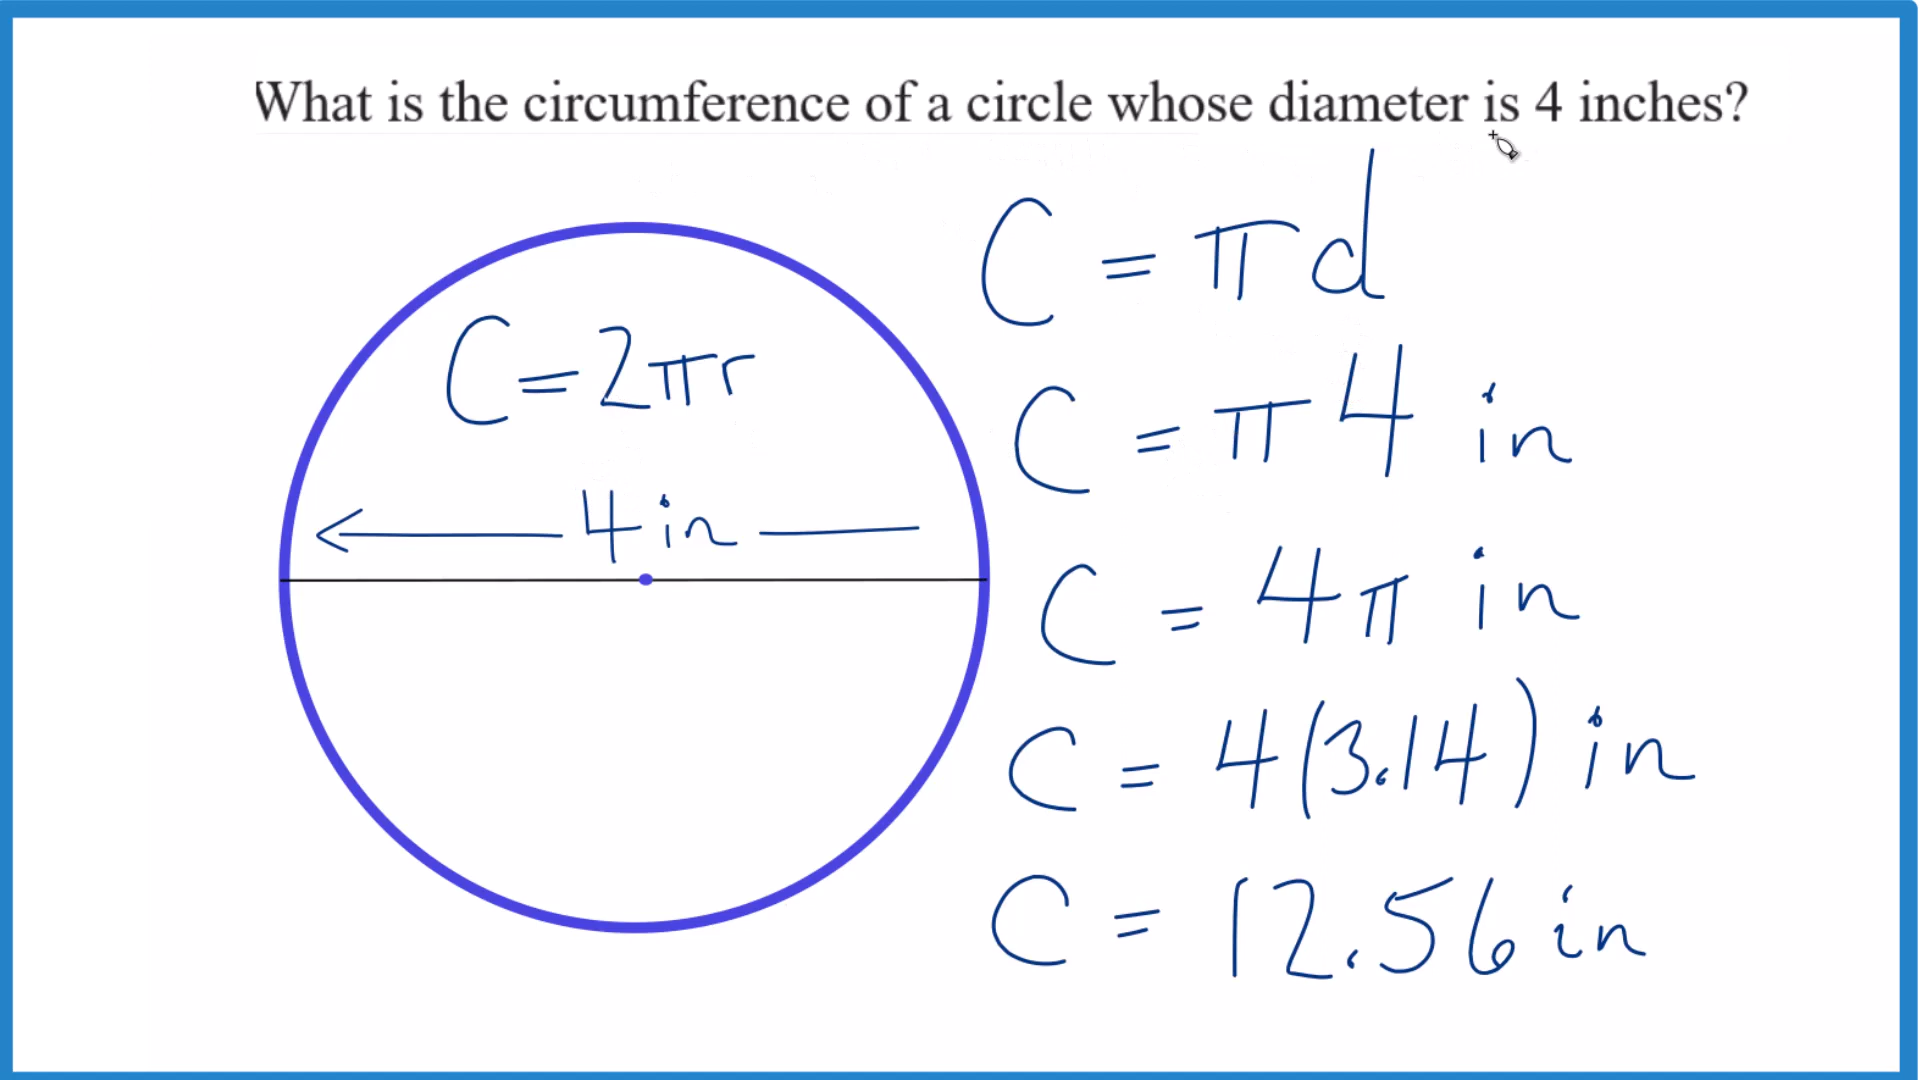 What is the circumference of a circle whose diameter is 4 inches?
C = πd
C = 2πr
C = π 4 in
4 in
C = 4π in
C = 4(3.14) in
C = 12.56 in